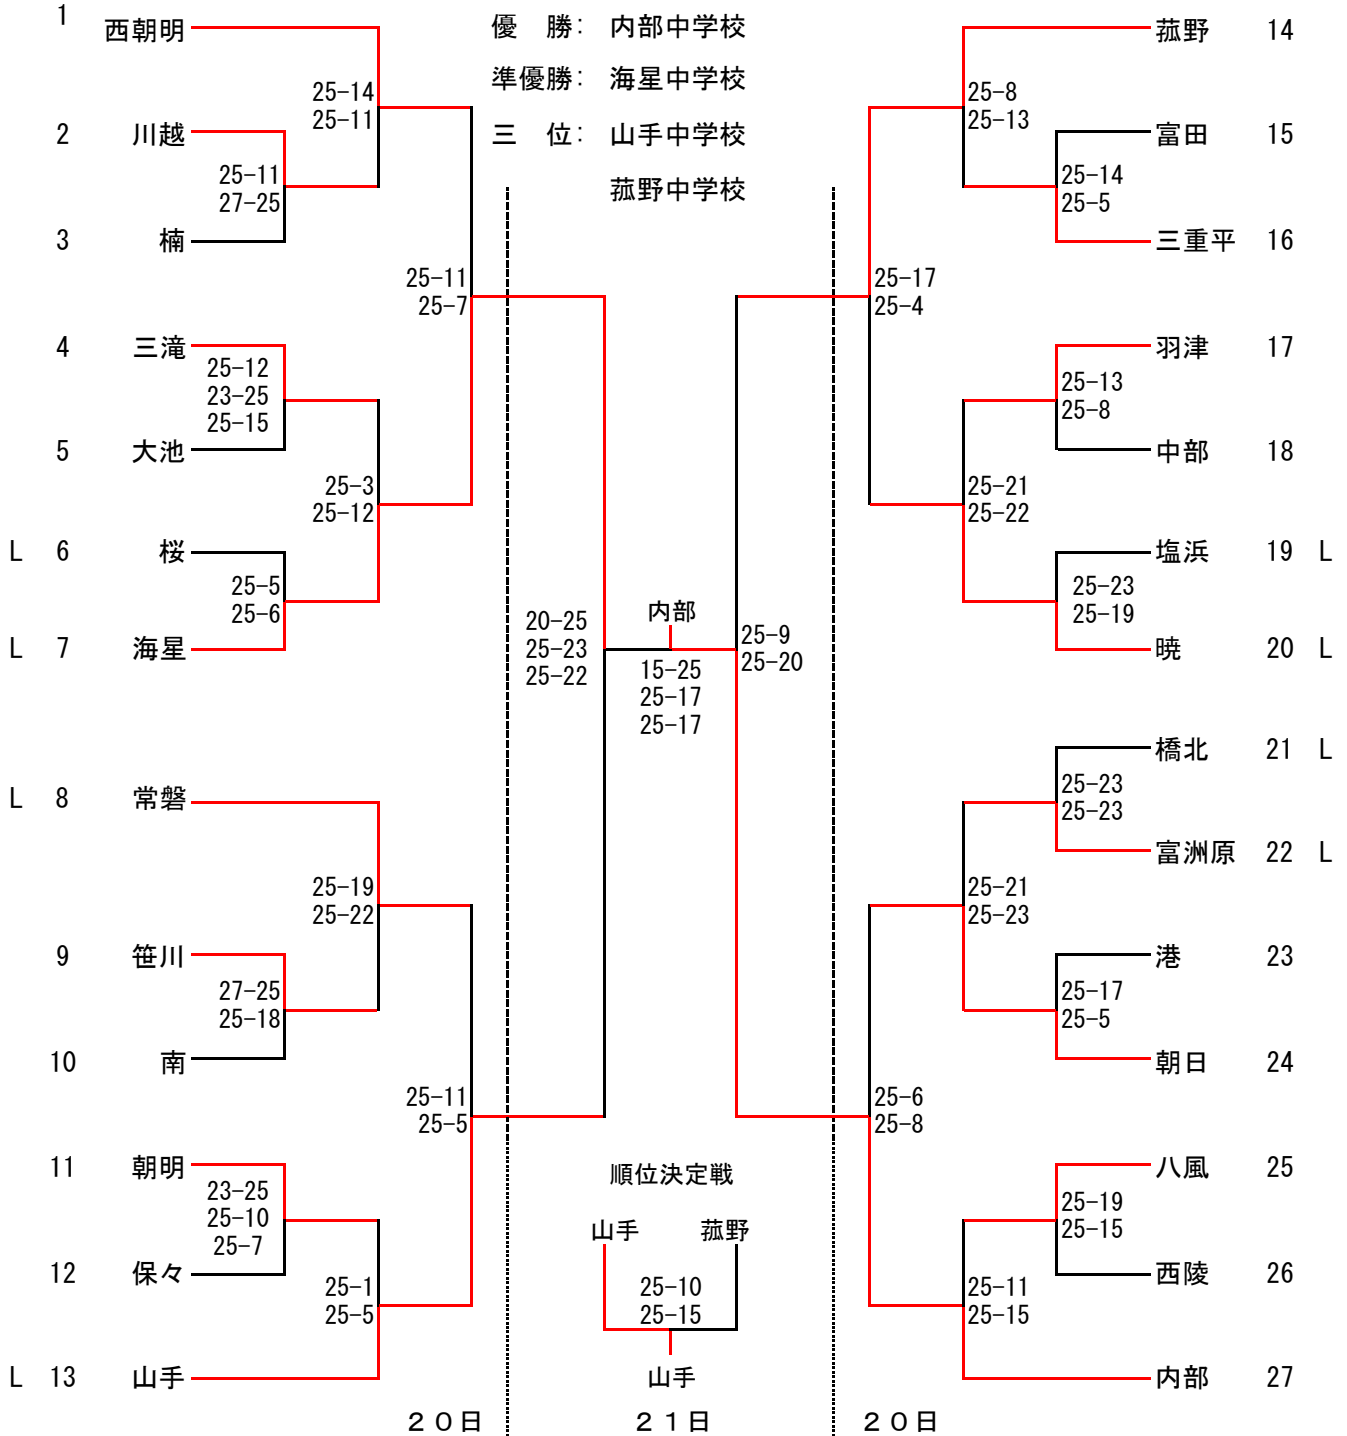 優　勝： 内部中学校
準優勝： 海星中学校
三　位： 山手中学校
菰野中学校
1 西朝明
25-14
25-11
2 川越
25-11
27-25
3 楠
25-11
25-7
4 三滝
25-12
23-25
25-15
5 大池
25-3
25-12
L 6 桜
25-5
25-6
L 7 海星
20-25
25-23
25-22
L 8 常磐
25-19
25-22
9 笹川
27-25
25-18
10 南
25-11
25-5
11 朝明
23-25
25-10
25-7
12 保々
25-1
25-5
L 13 山手
内部
15-25
25-17
25-17
順位決定戦
山手 菰野
25-10
25-15
山手
菰野 14
25-8
25-13
富田 15
25-14
25-5
三重平 16
25-17
25-4
羽津 17
25-13
25-8
中部 18
25-21
25-22
塩浜 19 L
25-23
25-19
暁 20 L
25-9
25-20
橋北 21 L
25-23
25-23
富洲原 22 L
25-21
25-23
港 23
25-17
25-5
朝日 24
25-6
25-8
八風 25
25-19
25-15
西陵 26
25-11
25-15
内部 27
２０日 ２１日 ２０日